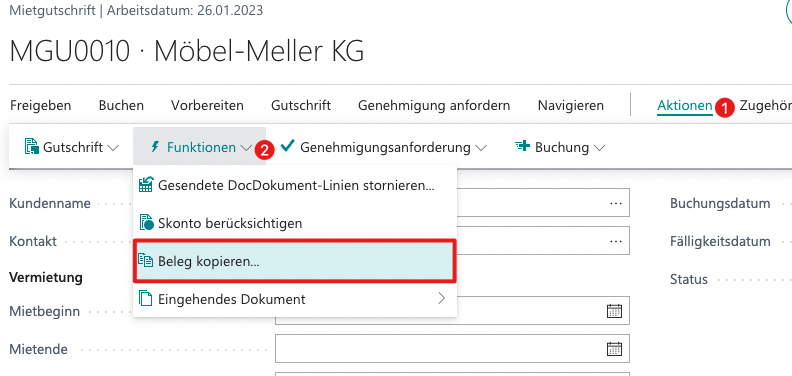 Mietgutschrift | Arbeitsdatum: 26.01.2023
MGU0010 · Möbel-Meller KG
Freigeben Buchen Vorbereiten Gutschrift Genehmigung anfordern Navigieren Aktionen 1 Zugehör
Gutschrift Funktionen 2 Genehmigungsanforderung Buchung
Gesendete DocDokument-Linien stornieren...
Kundenname ... Buchungsdatum
Skonto berücksichtigen
Kontakt ... Fälligkeitsdatum
Beleg kopieren...
Vermietung Status
Eingehendes Dokument
Mietbeginn
Mietende